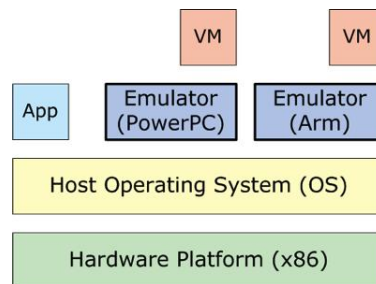 VM
VM
App
Emulator
(PowerPC)
Emulator
(Arm)
Host Operating System (OS)
Hardware Platform (x86)